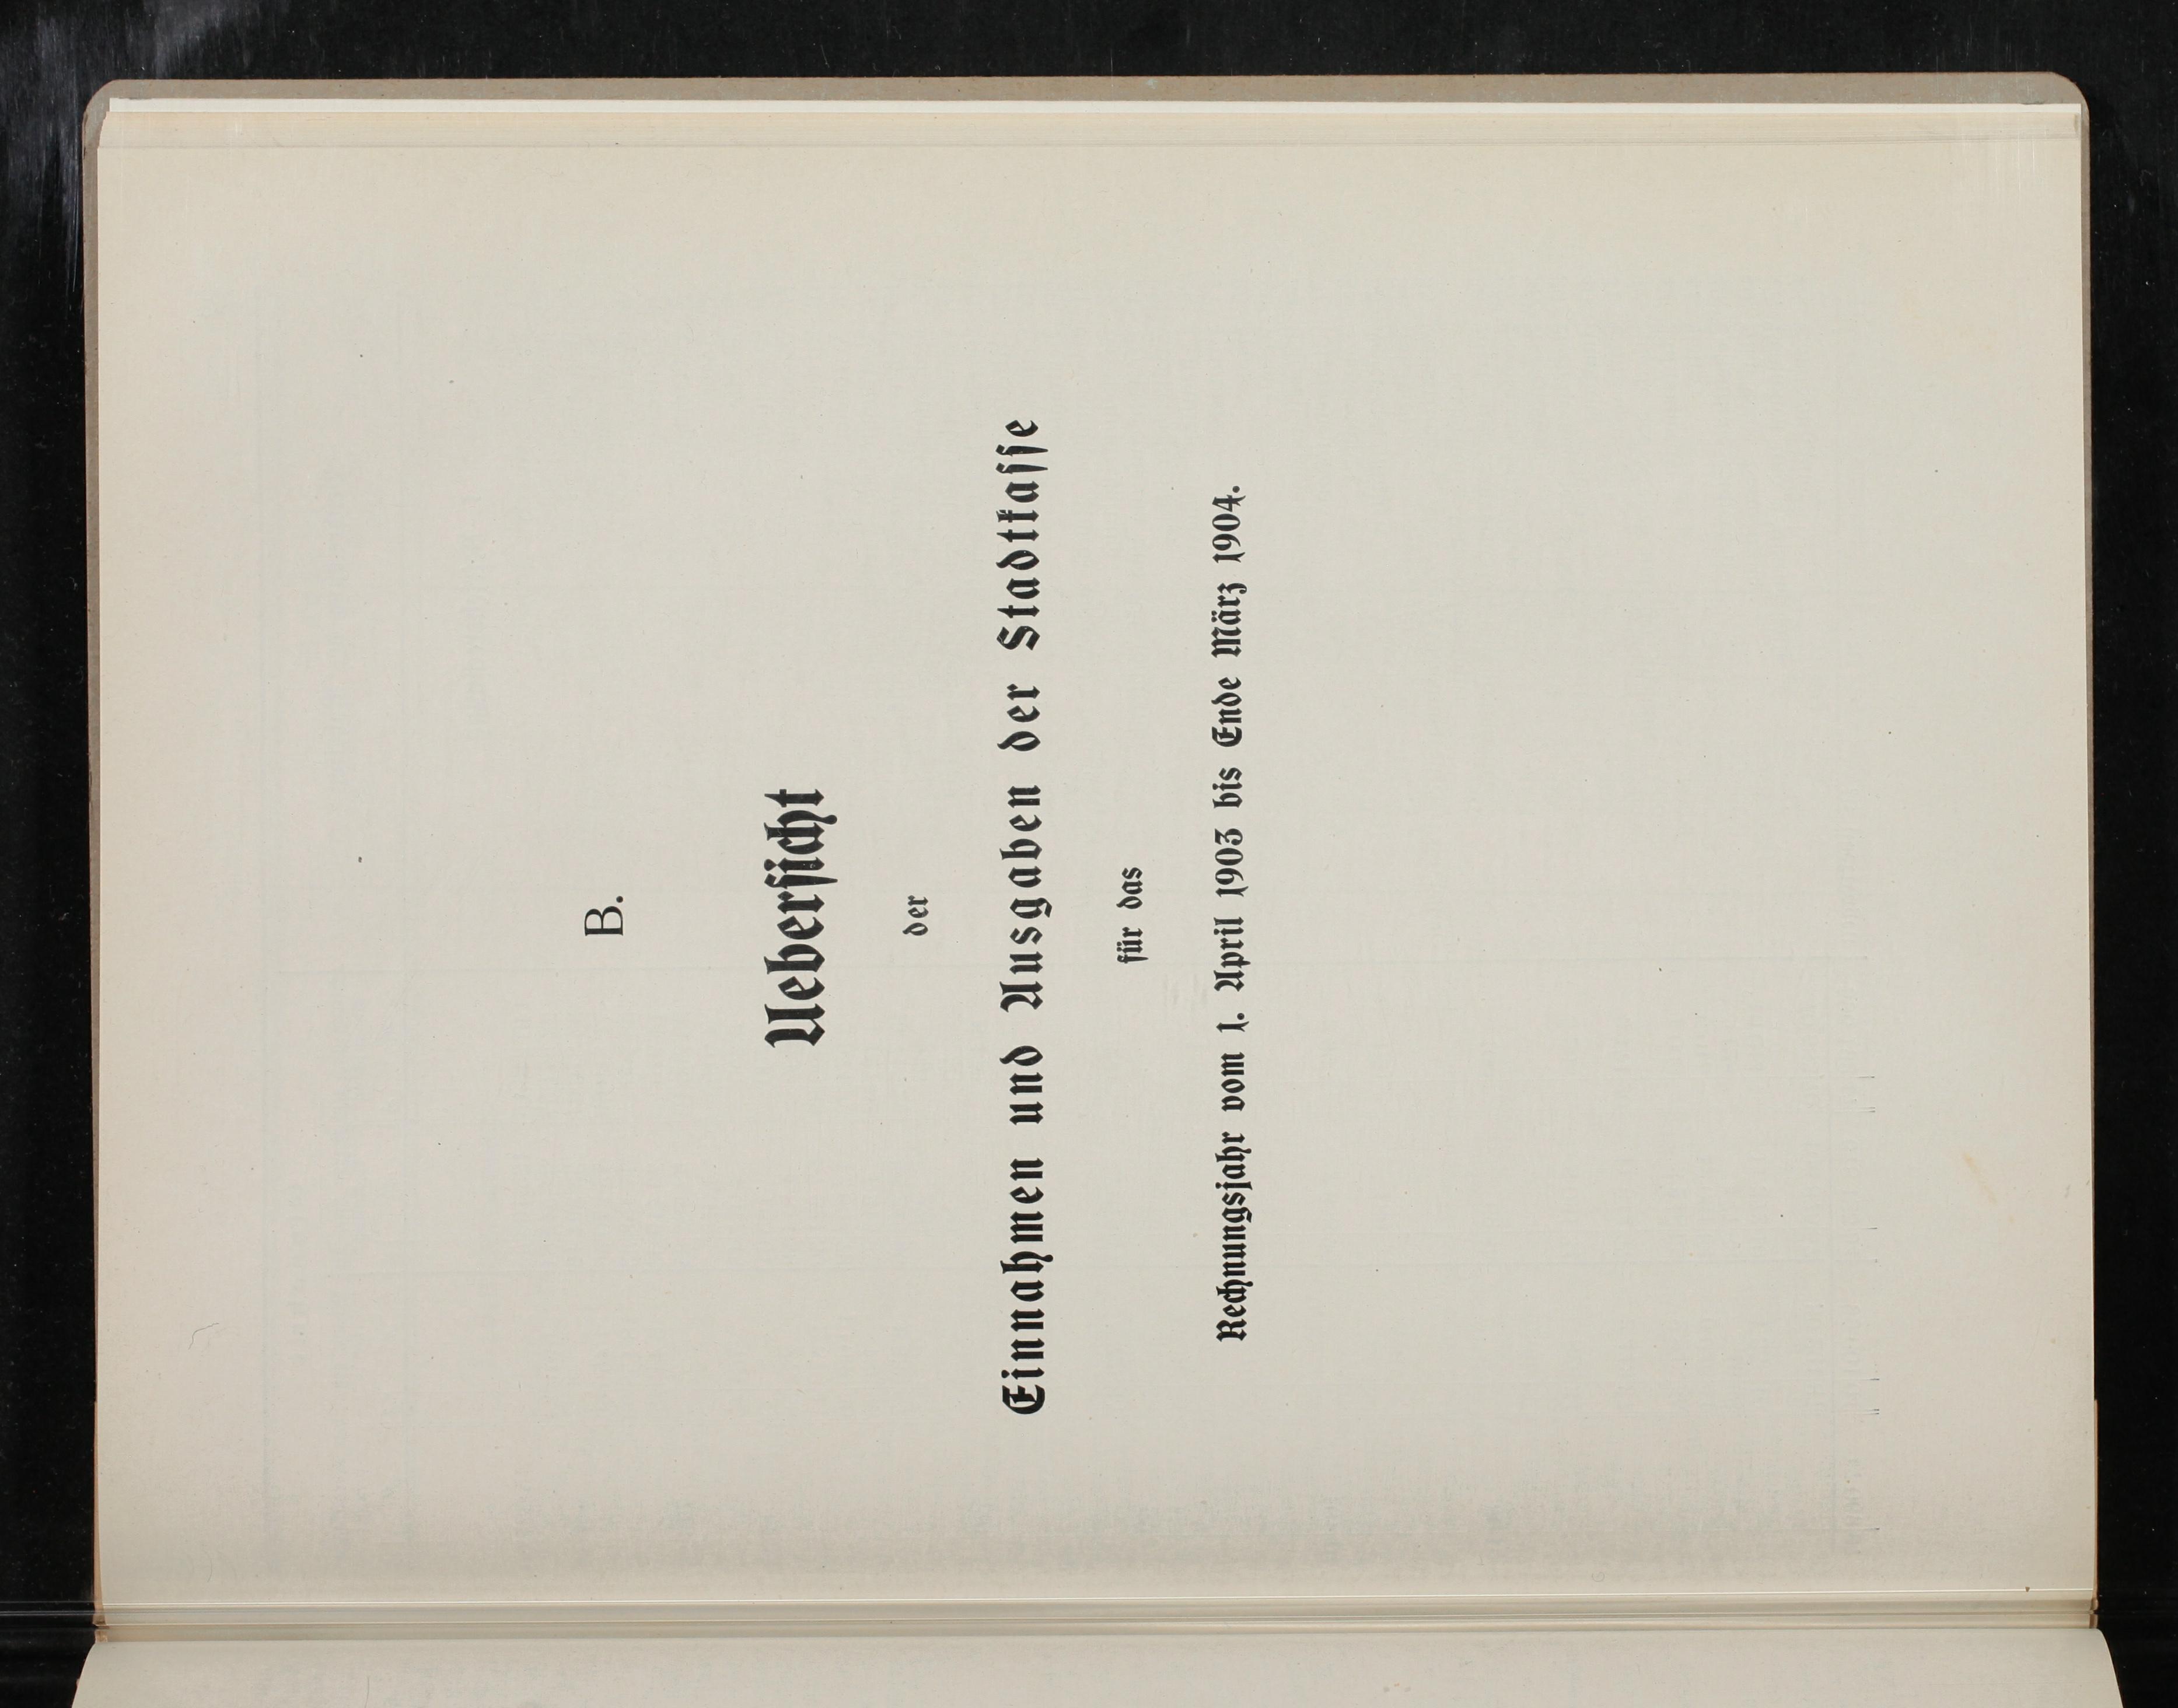 B.
Uebersicht
der
Einnahmen und Ausgaben der Stadtkasse
für das
Rechnungsjahr vom 1. April 1903 bis Ende März 1904.